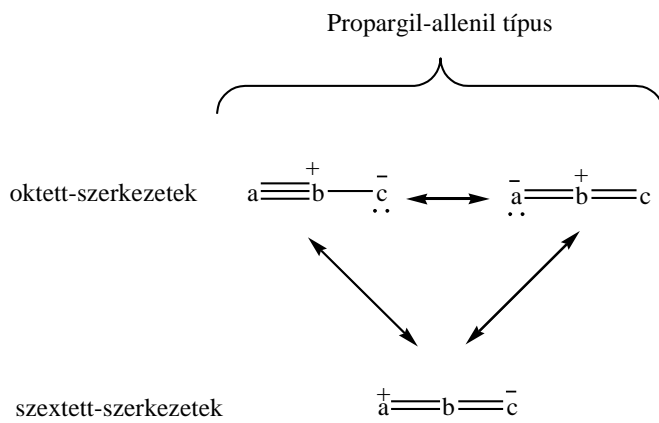 Propargil-allenil típus
oktett-szerkezetek a≡b⁺—c̄: ↔ ā:=b⁺=c
szextett-szerkezetek a⁺=b=c̄